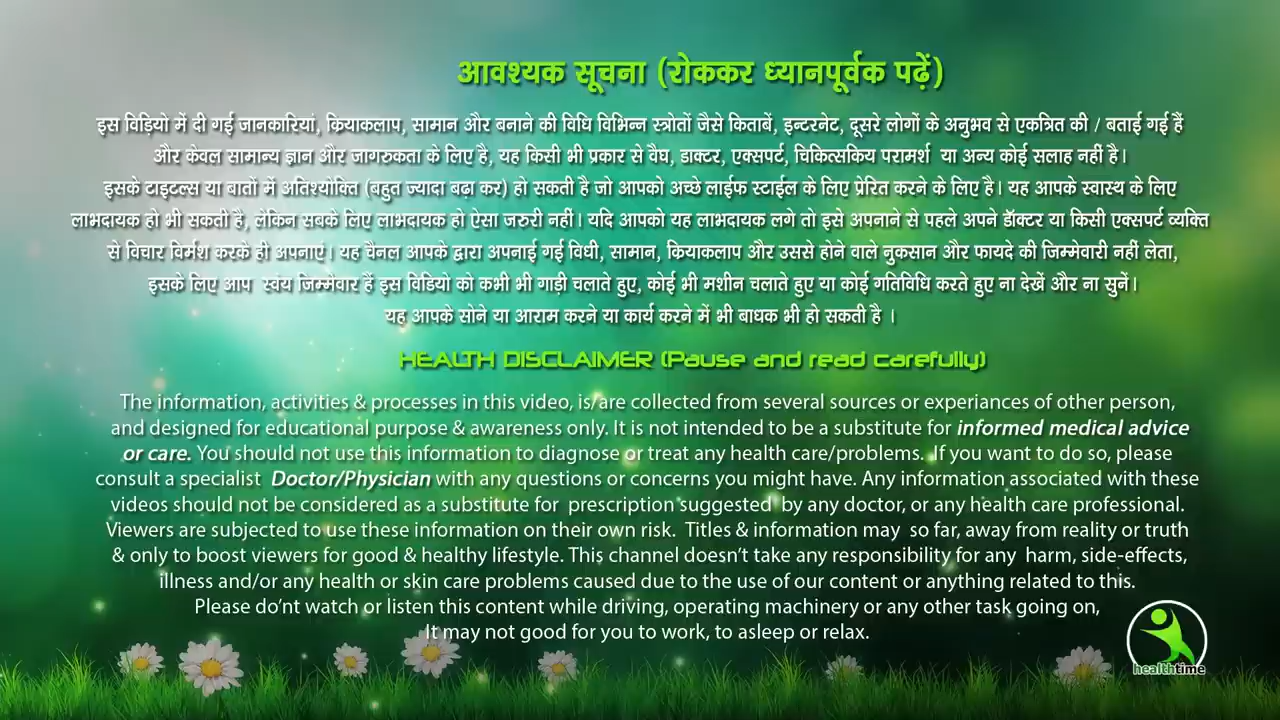 आवश्यक सूचना (रोककर ध्यानपूर्वक पढ़ें)
इस विड़ियो में दी गई जानकारियां, क्रियाकलाप, सामान और बनाने की विधि विभिन्न स्त्रोतों जैसे किताबें, इन्टरनेट, दूसरे लोगों के अनुभव से एकत्रित की / बताई गई हैं
और केवल सामान्य ज्ञान और जागरुकता के लिए है, यह किसी भी प्रकार से वैघ, डाक्टर, एक्सपर्ट, चिकित्सकिय परामर्श या अन्य कोई सलाह नहीं है।
इसके टाइटल्स या बातों में अतिश्योक्ति (बहुत ज्यादा बढ़ा कर) हो सकती है जो आपको अच्छे लाईफ स्टाईल के लिए प्रेरित करने के लिए है। यह आपके स्वास्थ के लिए
लाभदायक हो भी सकती है, लेकिन सबके लिए लाभदायक हो ऐसा जरुरी नहीं। यदि आपको यह लाभदायक लगे तो इसे अपनाने से पहले अपने डॉक्टर या किसी एक्सपर्ट व्यक्ति
से विचार विर्मश करके ही अपनाएं। यह चैनल आपके द्वारा अपनाई गई विधी, सामान, क्रियाकलाप और उससे होने वाले नुकसान और फायदे की जिम्मेवारी नहीं लेता,
इसके लिए आप स्वंय जिम्मेवार हैं इस विडियो को कभी भी गाड़ी चलाते हुए, कोई भी मशीन चलाते हुए या कोई गतिविधि करते हुए ना देखें और ना सुनें।
यह आपके सोने या आराम करने या कार्य करने में भी बाधक भी हो सकती है ।
HEALTH DISCLAIMER (Pause and read carefully)
The information, activities & processes in this video, is/are collected from several sources or experiances of other person,
and designed for educational purpose & awareness only. It is not intended to be a substitute for informed medical advice
or care. You should not use this information to diagnose or treat any health care/problems. If you want to do so, please
consult a specialist Doctor/Physician with any questions or concerns you might have. Any information associated with these
videos should not be considered as a substitute for prescription suggested by any doctor, or any health care professional.
Viewers are subjected to use these information on their own risk. Titles & information may so far, away from reality or truth
& only to boost viewers for good & healthy lifestyle. This channel doesn't take any responsibility for any harm, side-effects,
illness and/or any health or skin care problems caused due to the use of our content or anything related to this.
Please do'nt watch or listen this content while driving, operating machinery or any other task going on,
It may not good for you to work, to asleep or relax.
healthtime